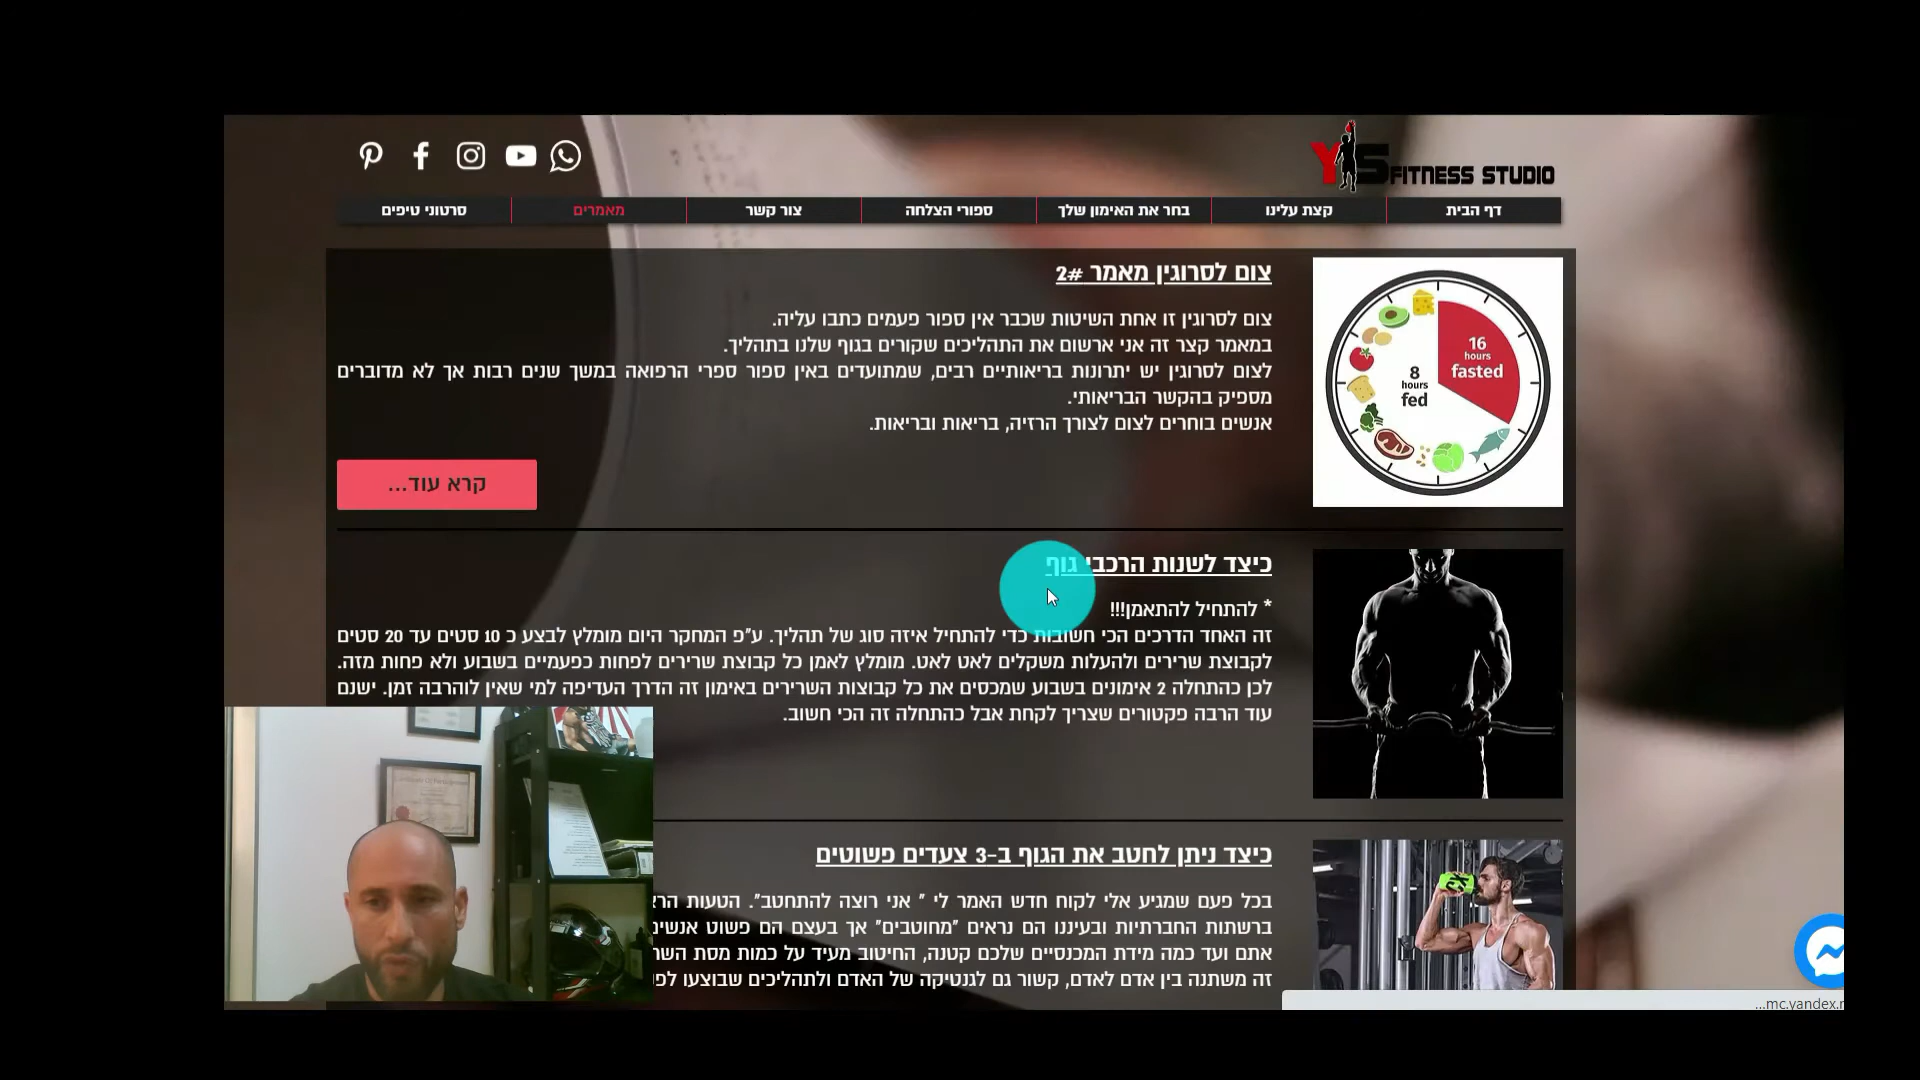 YS FITNESS STUDIO
דף הבית
קצת עלינו
בחר את האימון שלך
ספורי הצלחה
צור קשר
מאמרים
סרטוני טיפים
צום לסרוגין מאמר #2
צום לסרוגין זו אחת השיטות שכבר אין ספור פעמים כתבו עליה.
במאמר קצר זה אני ארשום את התהליכים שקורים בגוף שלנו בתהליך.
לצום לסרוגין יש יתרונות בריאותיים רבים, שמתועדים באין ספור ספרי הרפואה במשך שנים רבות אך לא מדוברים
מספיק בהקשר הבריאותי.
אנשים בוחרים לצום לצורך הרזיה, בריאות ובריאות.
קרא עוד...
16
hours
fasted
8
hours
fed
כיצד לשנות הרכבי גוף
* להתחיל להתאמן!!!
זה האחד הדרכים הכי חשובות כדי להתחיל איזה סוג של תהליך. ע"פ המחקר היום מומלץ לבצע כ 10 סטים עד 20 סטים
לקבוצת שרירים ולהעלות משקלים לאט לאט. מומלץ לאמן כל קבוצת שרירים לפחות כפעמיים בשבוע ולא פחות מזה.
לכן כהתחלה 2 אימונים בשבוע שמכסים את כל קבוצות השרירים באימון זה הדרך העדיפה למי שאין לוהרבה זמן. ישנם
עוד הרבה פקטורים שצריך לקחת אבל כהתחלה זה הכי חשוב.
כיצד ניתן לחטב את הגוף ב-3 צעדים פשוטים
בכל פעם שמגיע אלי לקוח חדש האמר לי " אני רוצה להתחטב". הטעות הרא
ברשתות החברתיות ובעיננו הם נראים "מחוטבים" אך בעצם הם פשוט אנשים
אתם ועד כמה מידת המכנסיים שלכם קטנה, החיטוב מעיד על כמות מסת השר
זה משתנה בין אדם לאדם, קשור גם לגנטיקה של האדם ולתהליכים שבוצעו לפ
...mc.yandex.r